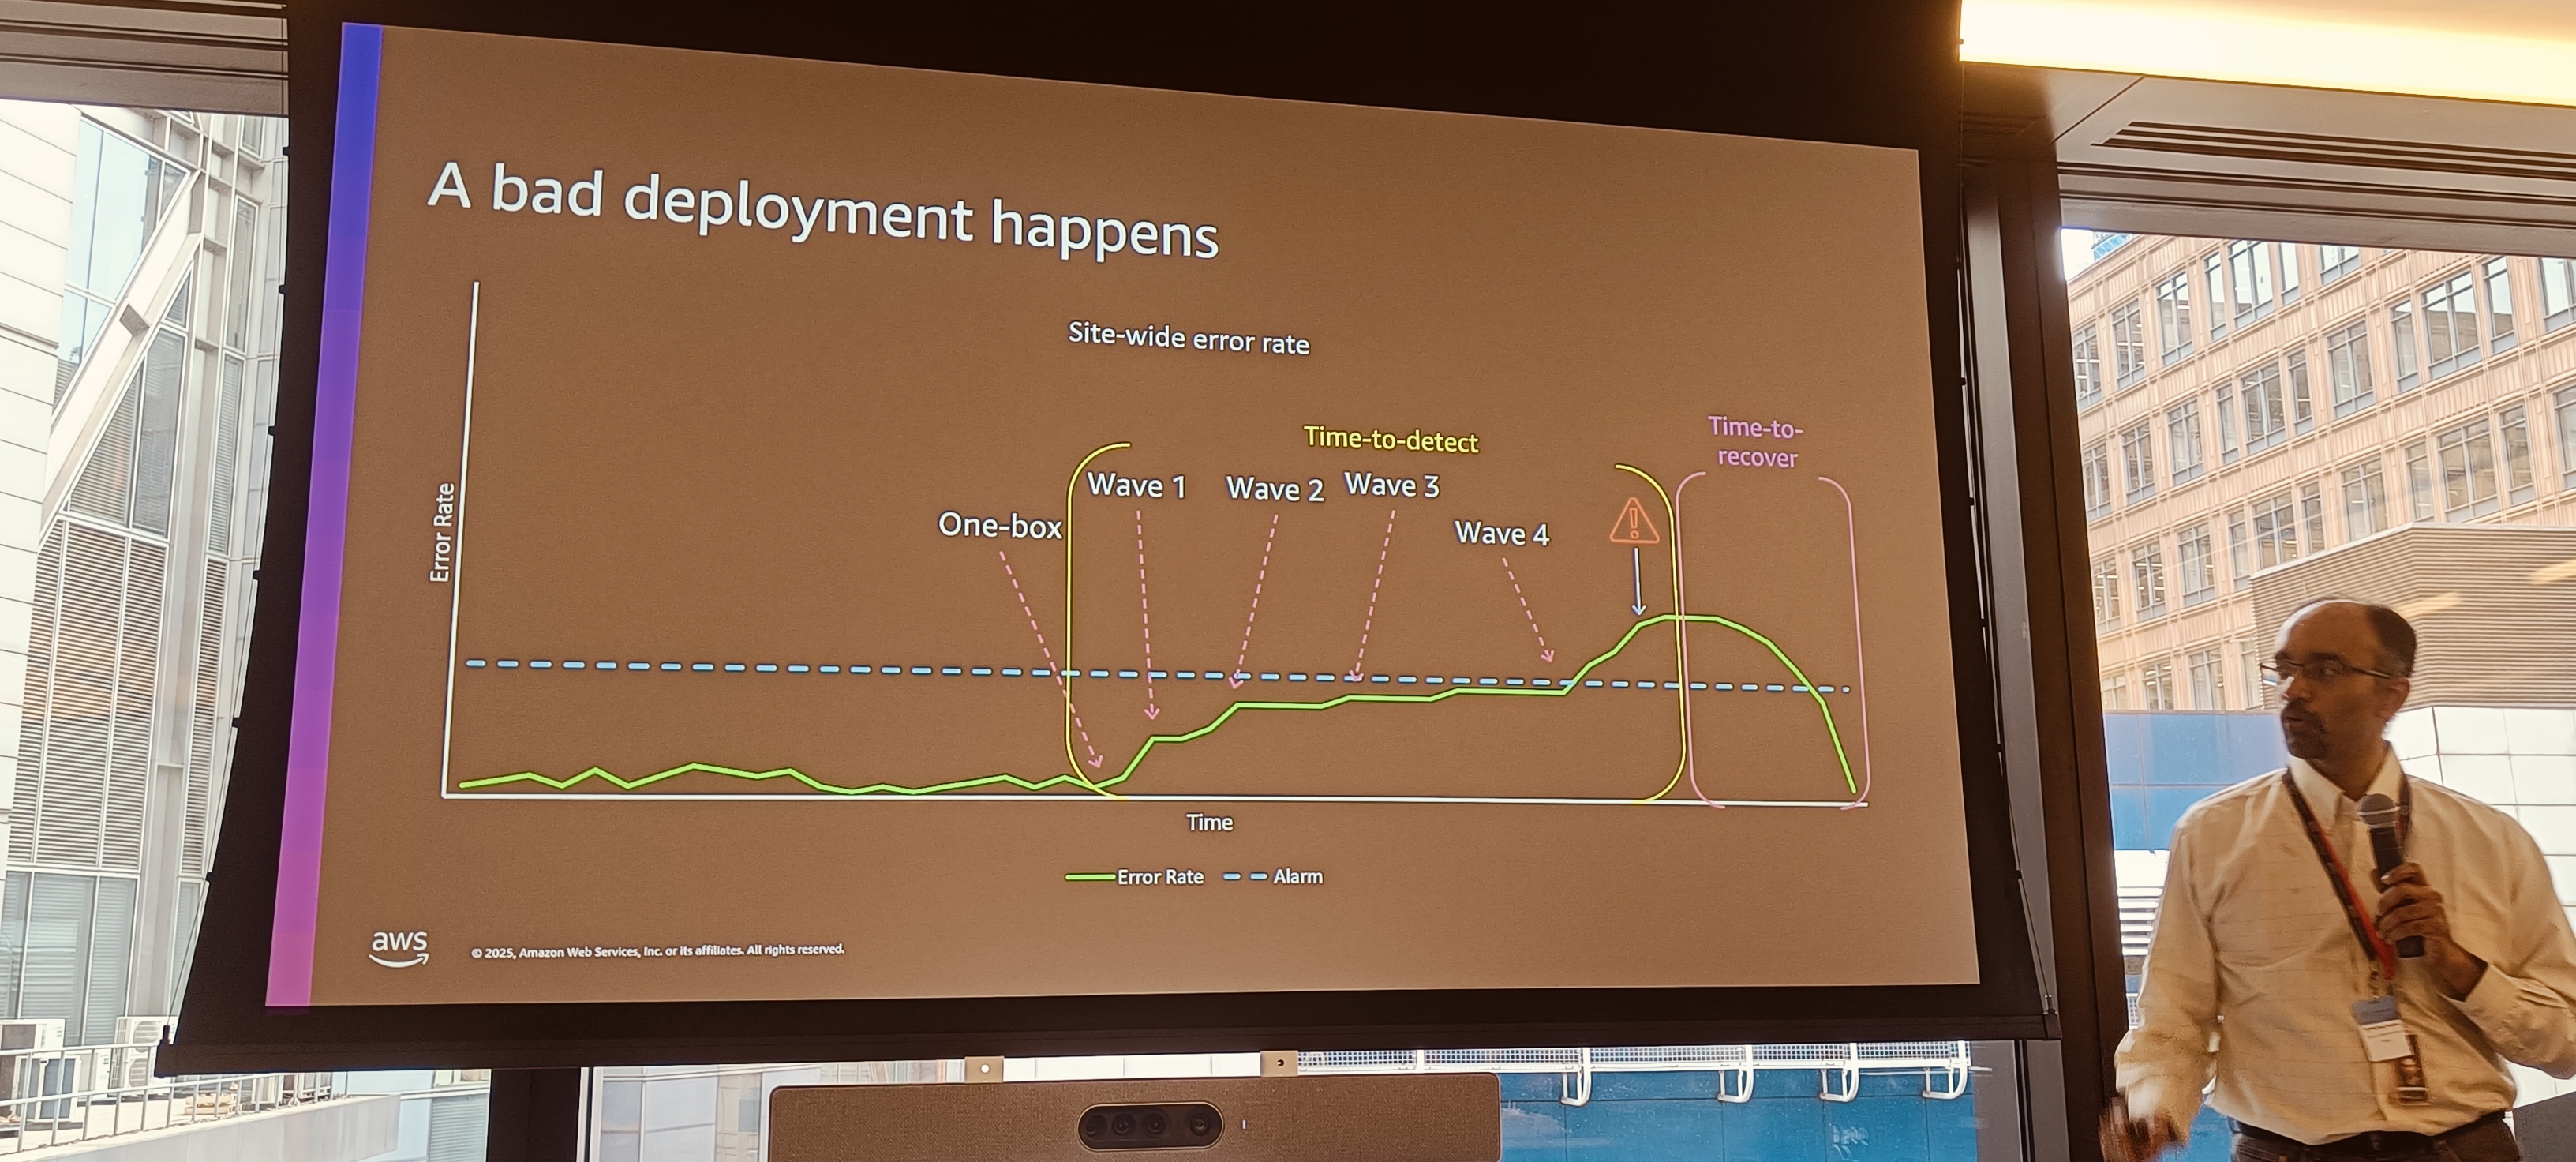 A bad deployment happens
Site-wide error rate
Time-to-detect
Time-to-
recover
Wave 1
Wave 2
Wave 3
One-box
Wave 4
Error Rate
Time
Error Rate
Alarm
aws
© 2025, Amazon Web Services, Inc. or its affiliates. All rights reserved.